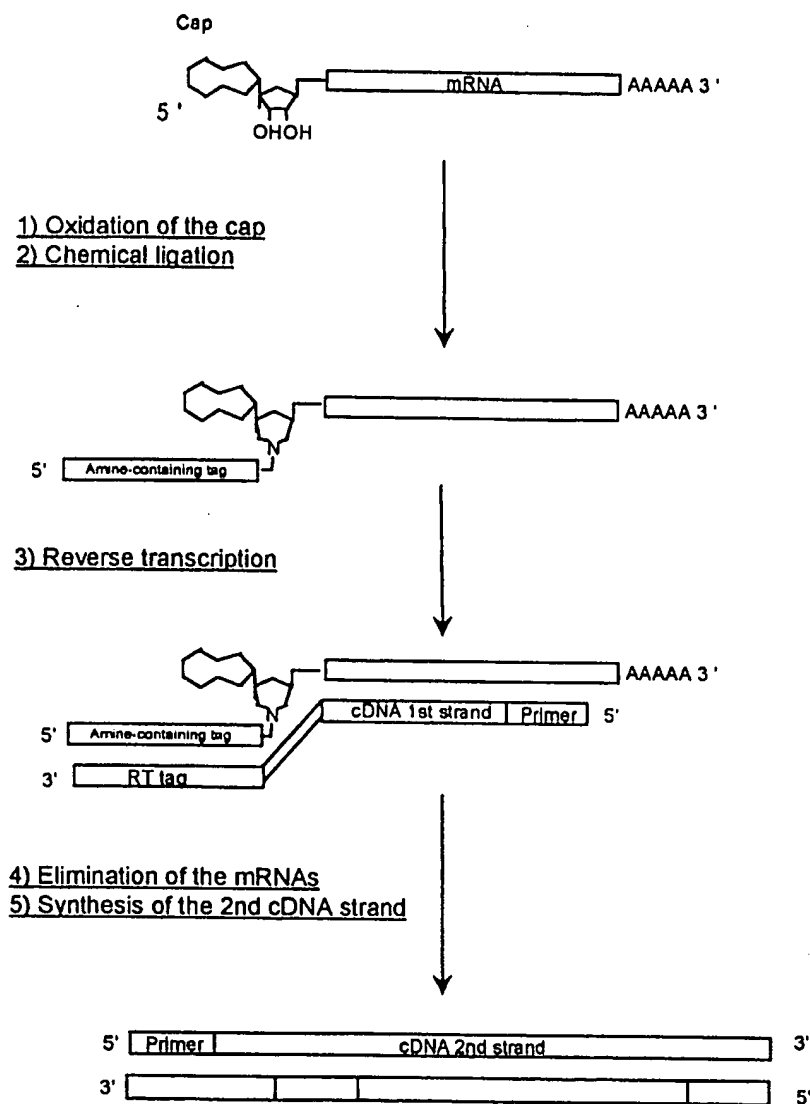 Cap
mRNA AAAAA 3 '
5 '
OHOH
1) Oxidation of the cap
2) Chemical ligation
AAAAA 3 '
5' Amine-containing tag
N
3) Reverse transcription
AAAAA 3 '
cDNA 1st strand Primer 5'
N
5' Amine-containing tag
3' RT tag
4) Elimination of the mRNAs
5) Synthesis of the 2nd cDNA strand
5' Primer cDNA 2nd strand 3'
3' 5'